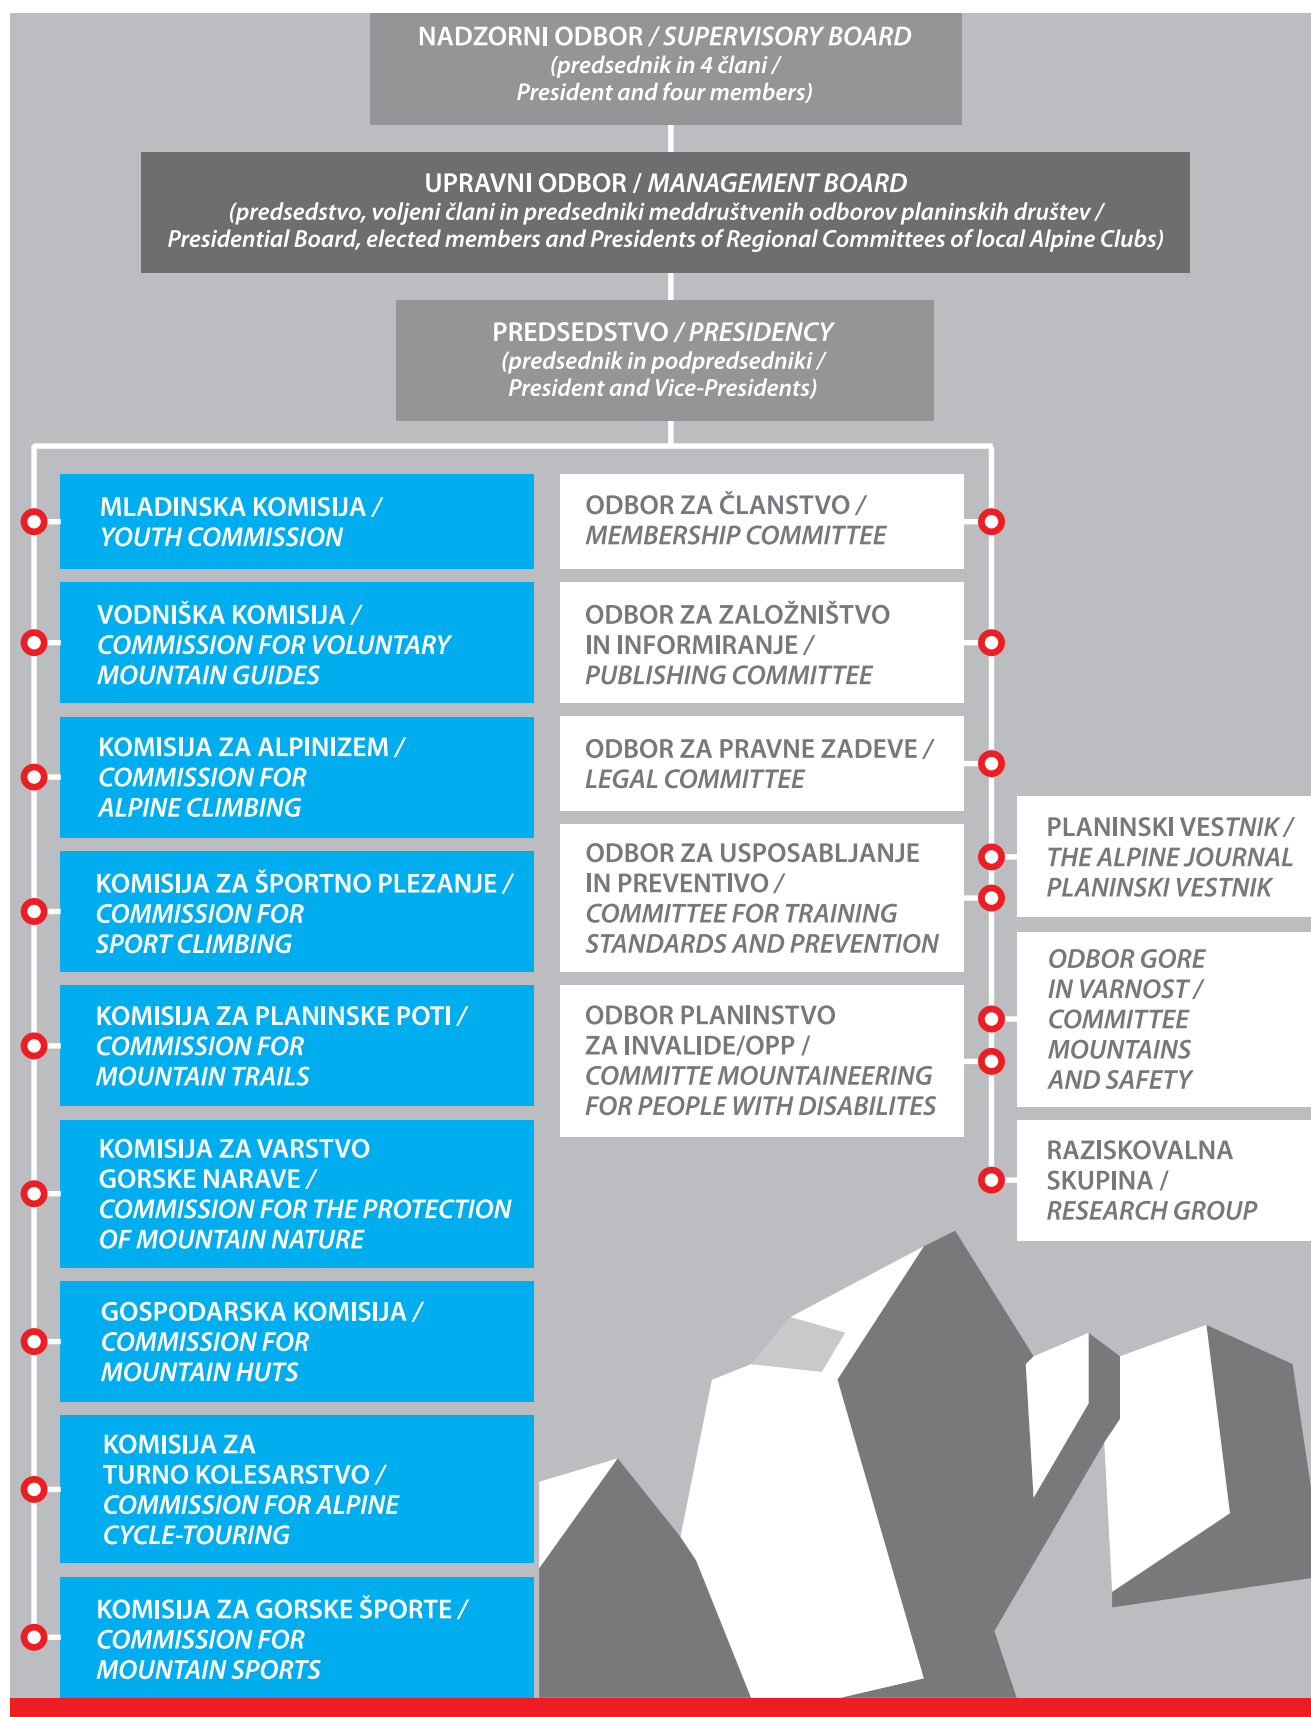 NADZORNI ODBOR / SUPERVISORY BOARD
(predsednik in 4 člani /
President and four members)
UPRAVNI ODBOR / MANAGEMENT BOARD
(predsedstvo, voljeni člani in predsedniki meddruštvenih odborov planinskih društev /
Presidential Board, elected members and Presidents of Regional Committees of local Alpine Clubs)
PREDSEDSTVO / PRESIDENCY
(predsednik in podpredsedniki /
President and Vice-Presidents)
MLADINSKA KOMISIJA /
YOUTH COMMISSION
VODNIŠKA KOMISIJA /
COMMISSION FOR VOLUNTARY
MOUNTAIN GUIDES
KOMISIJA ZA ALPINIZEM /
COMMISSION FOR
ALPINE CLIMBING
KOMISIJA ZA ŠPORTNO PLEZANJE /
COMMISSION FOR
SPORT CLIMBING
KOMISIJA ZA PLANINSKE POTI /
COMMISSION FOR
MOUNTAIN TRAILS
KOMISIJA ZA VARSTVO
GORSKE NARAVE /
COMMISSION FOR THE PROTECTION
OF MOUNTAIN NATURE
GOSPODARSKA KOMISIJA /
COMMISSION FOR
MOUNTAIN HUTS
KOMISIJA ZA
TURNO KOLESARSTVO /
COMMISSION FOR ALPINE
CYCLE-TOURING
KOMISIJA ZA GORSKE ŠPORTE /
COMMISSION FOR
MOUNTAIN SPORTS
ODBOR ZA ČLANSTVO /
MEMBERSHIP COMMITTEE
ODBOR ZA ZALOŽNIŠTVO
IN INFORMIRANJE /
PUBLISHING COMMITTEE
ODBOR ZA PRAVNE ZADEVE /
LEGAL COMMITTEE
ODBOR ZA USPOSABLJANJE
IN PREVENTIVO /
COMMITTEE FOR TRAINING
STANDARDS AND PREVENTION
ODBOR PLANINSTVO
ZA INVALIDE/OPP /
COMMITTE MOUNTAINEERING
FOR PEOPLE WITH DISABILITES
PLANINSKI VESTNIK /
THE ALPINE JOURNAL
PLANINSKI VESTNIK
ODBOR GORE
IN VARNOST /
COMMITTEE
MOUNTAINS
AND SAFETY
RAZISKOVALNA
SKUPINA /
RESEARCH GROUP